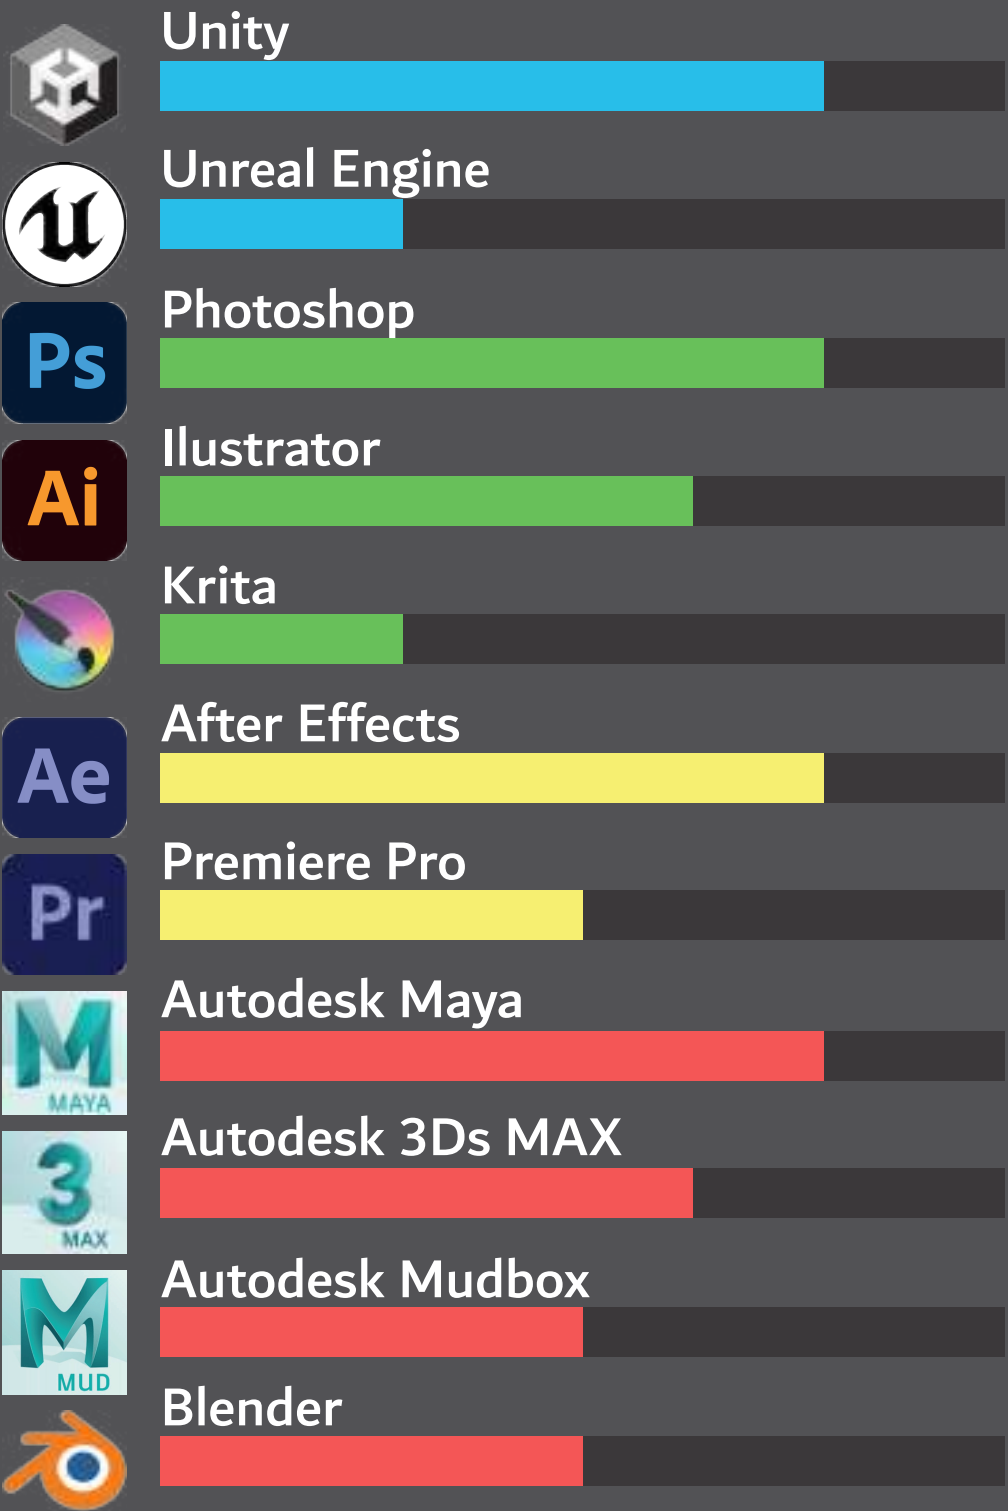 Unity
Unreal Engine
Ps
Photoshop
Ai
Ilustrator
Krita
Ae
After Effects
Pr
Premiere Pro
M
MAYA
Autodesk Maya
3
MAX
Autodesk 3Ds MAX
M
MUD
Autodesk Mudbox
Blender